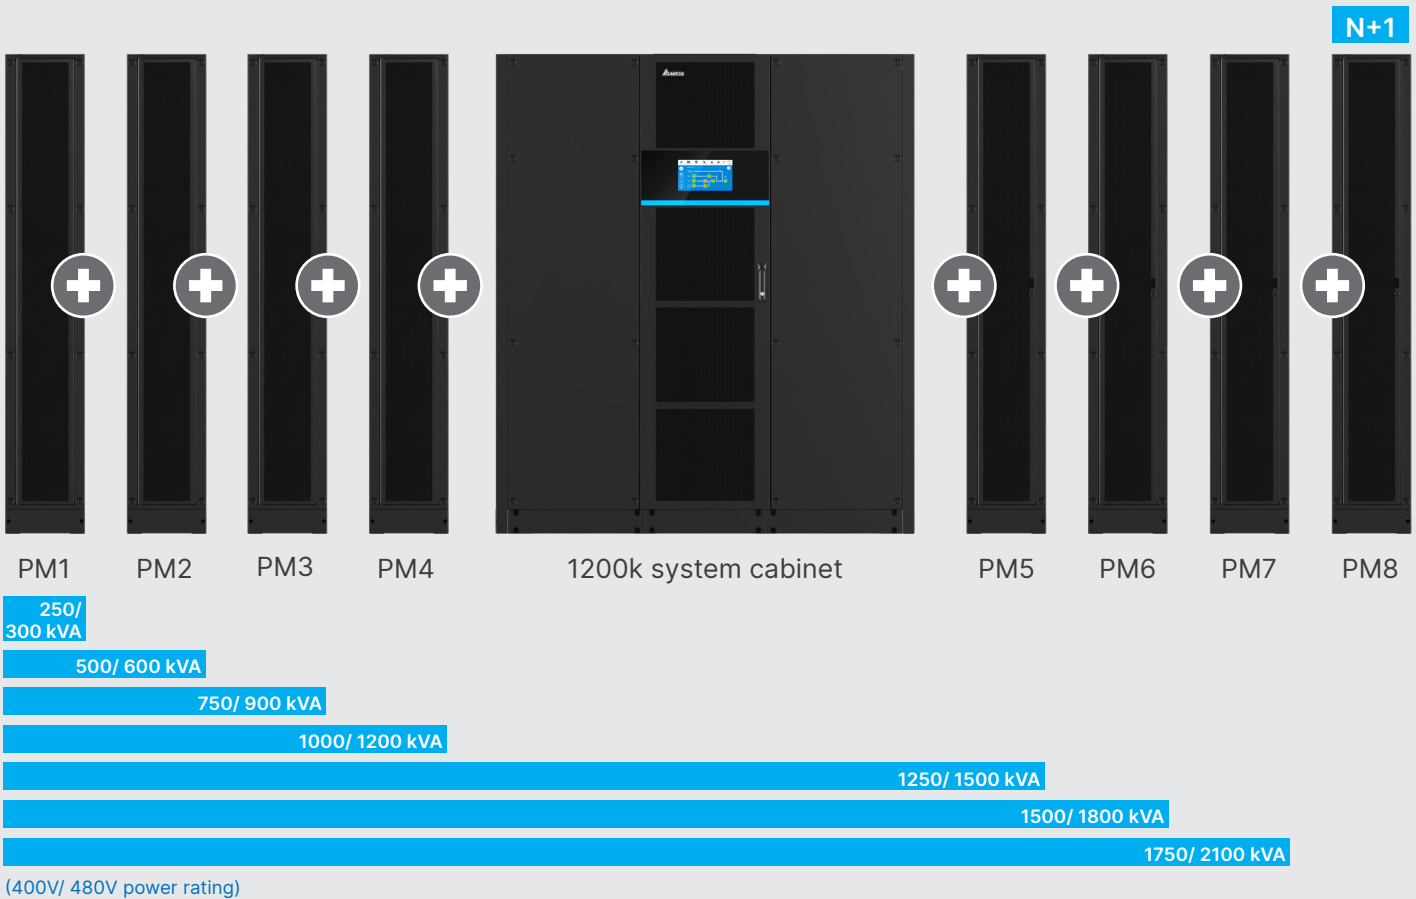 N+1
PM1
PM2
PM3
PM4
1200k system cabinet
PM5
PM6
PM7
PM8
250/
300 kVA
500/ 600 kVA
750/ 900 kVA
1000/ 1200 kVA
1250/ 1500 kVA
1500/ 1800 kVA
1750/ 2100 kVA
(400V/ 480V power rating)